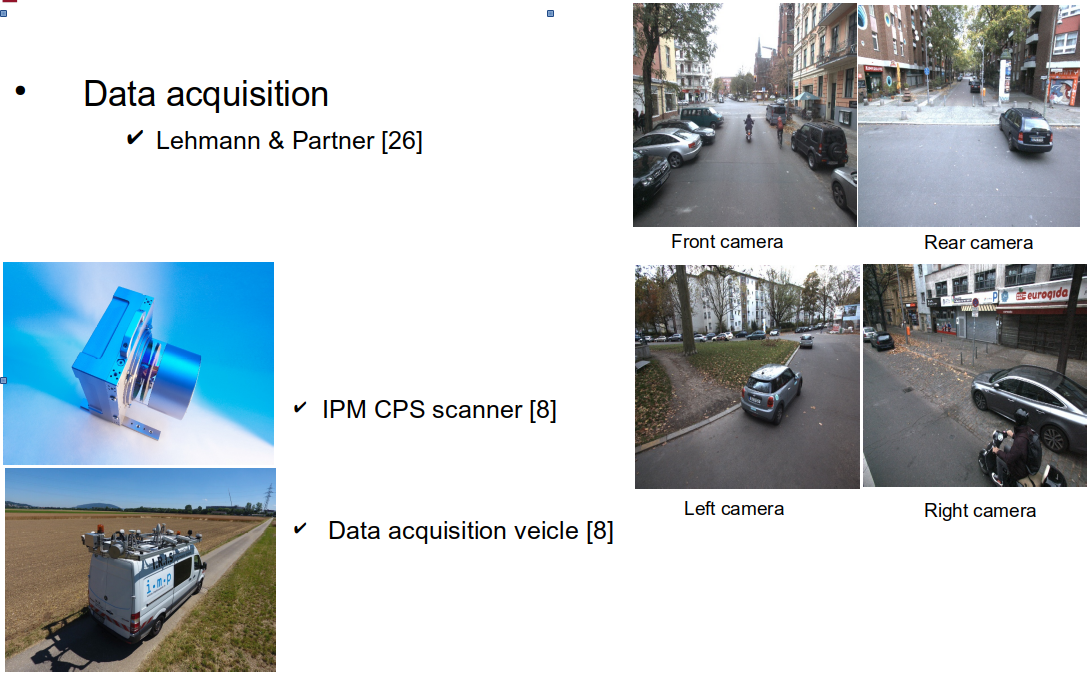 • Data acquisition
✔ Lehmann & Partner [26]
Front camera
Rear camera
eurogida
✔ IPM CPS scanner [8]
Left camera
Right camera
✔ Data acquisition veicle [8]
I.R.I.S
i.m.p